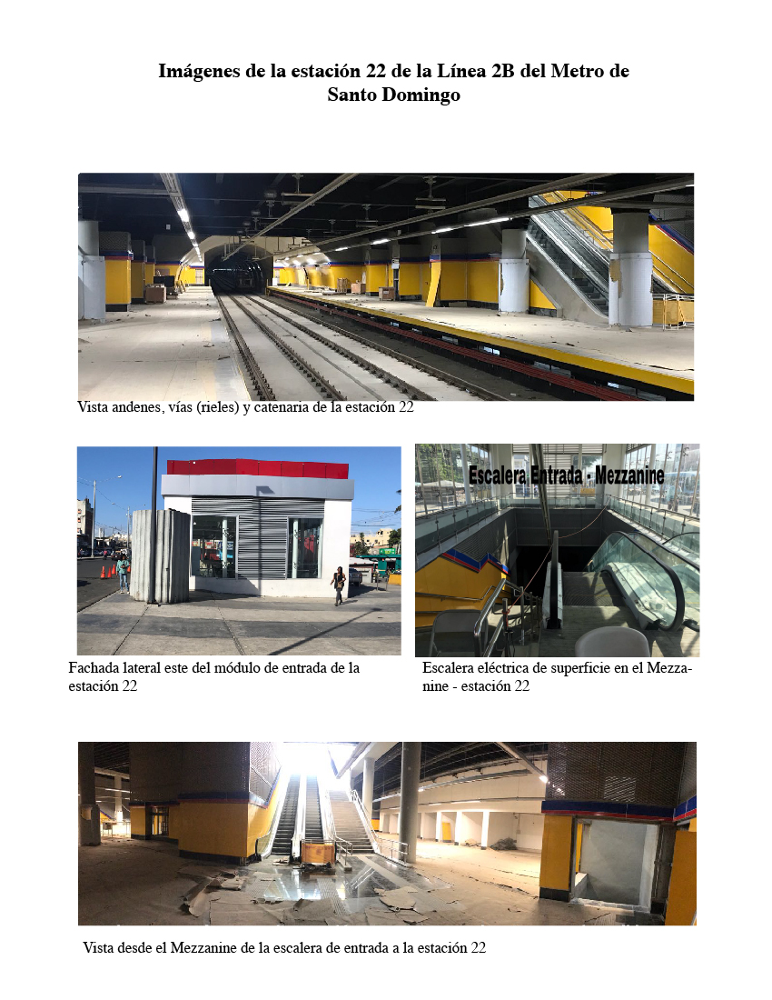 Imágenes de la estación 22 de la Línea 2B del Metro de
Santo Domingo
Vista andenes, vías (rieles) y catenaria de la estación 22
Escalera Entrada - Mezzanine
Fachada lateral este del módulo de entrada de la
estación 22
Escalera eléctrica de superficie en el Mezza-
nine - estación 22
Vista desde el Mezzanine de la escalera de entrada a la estación 22